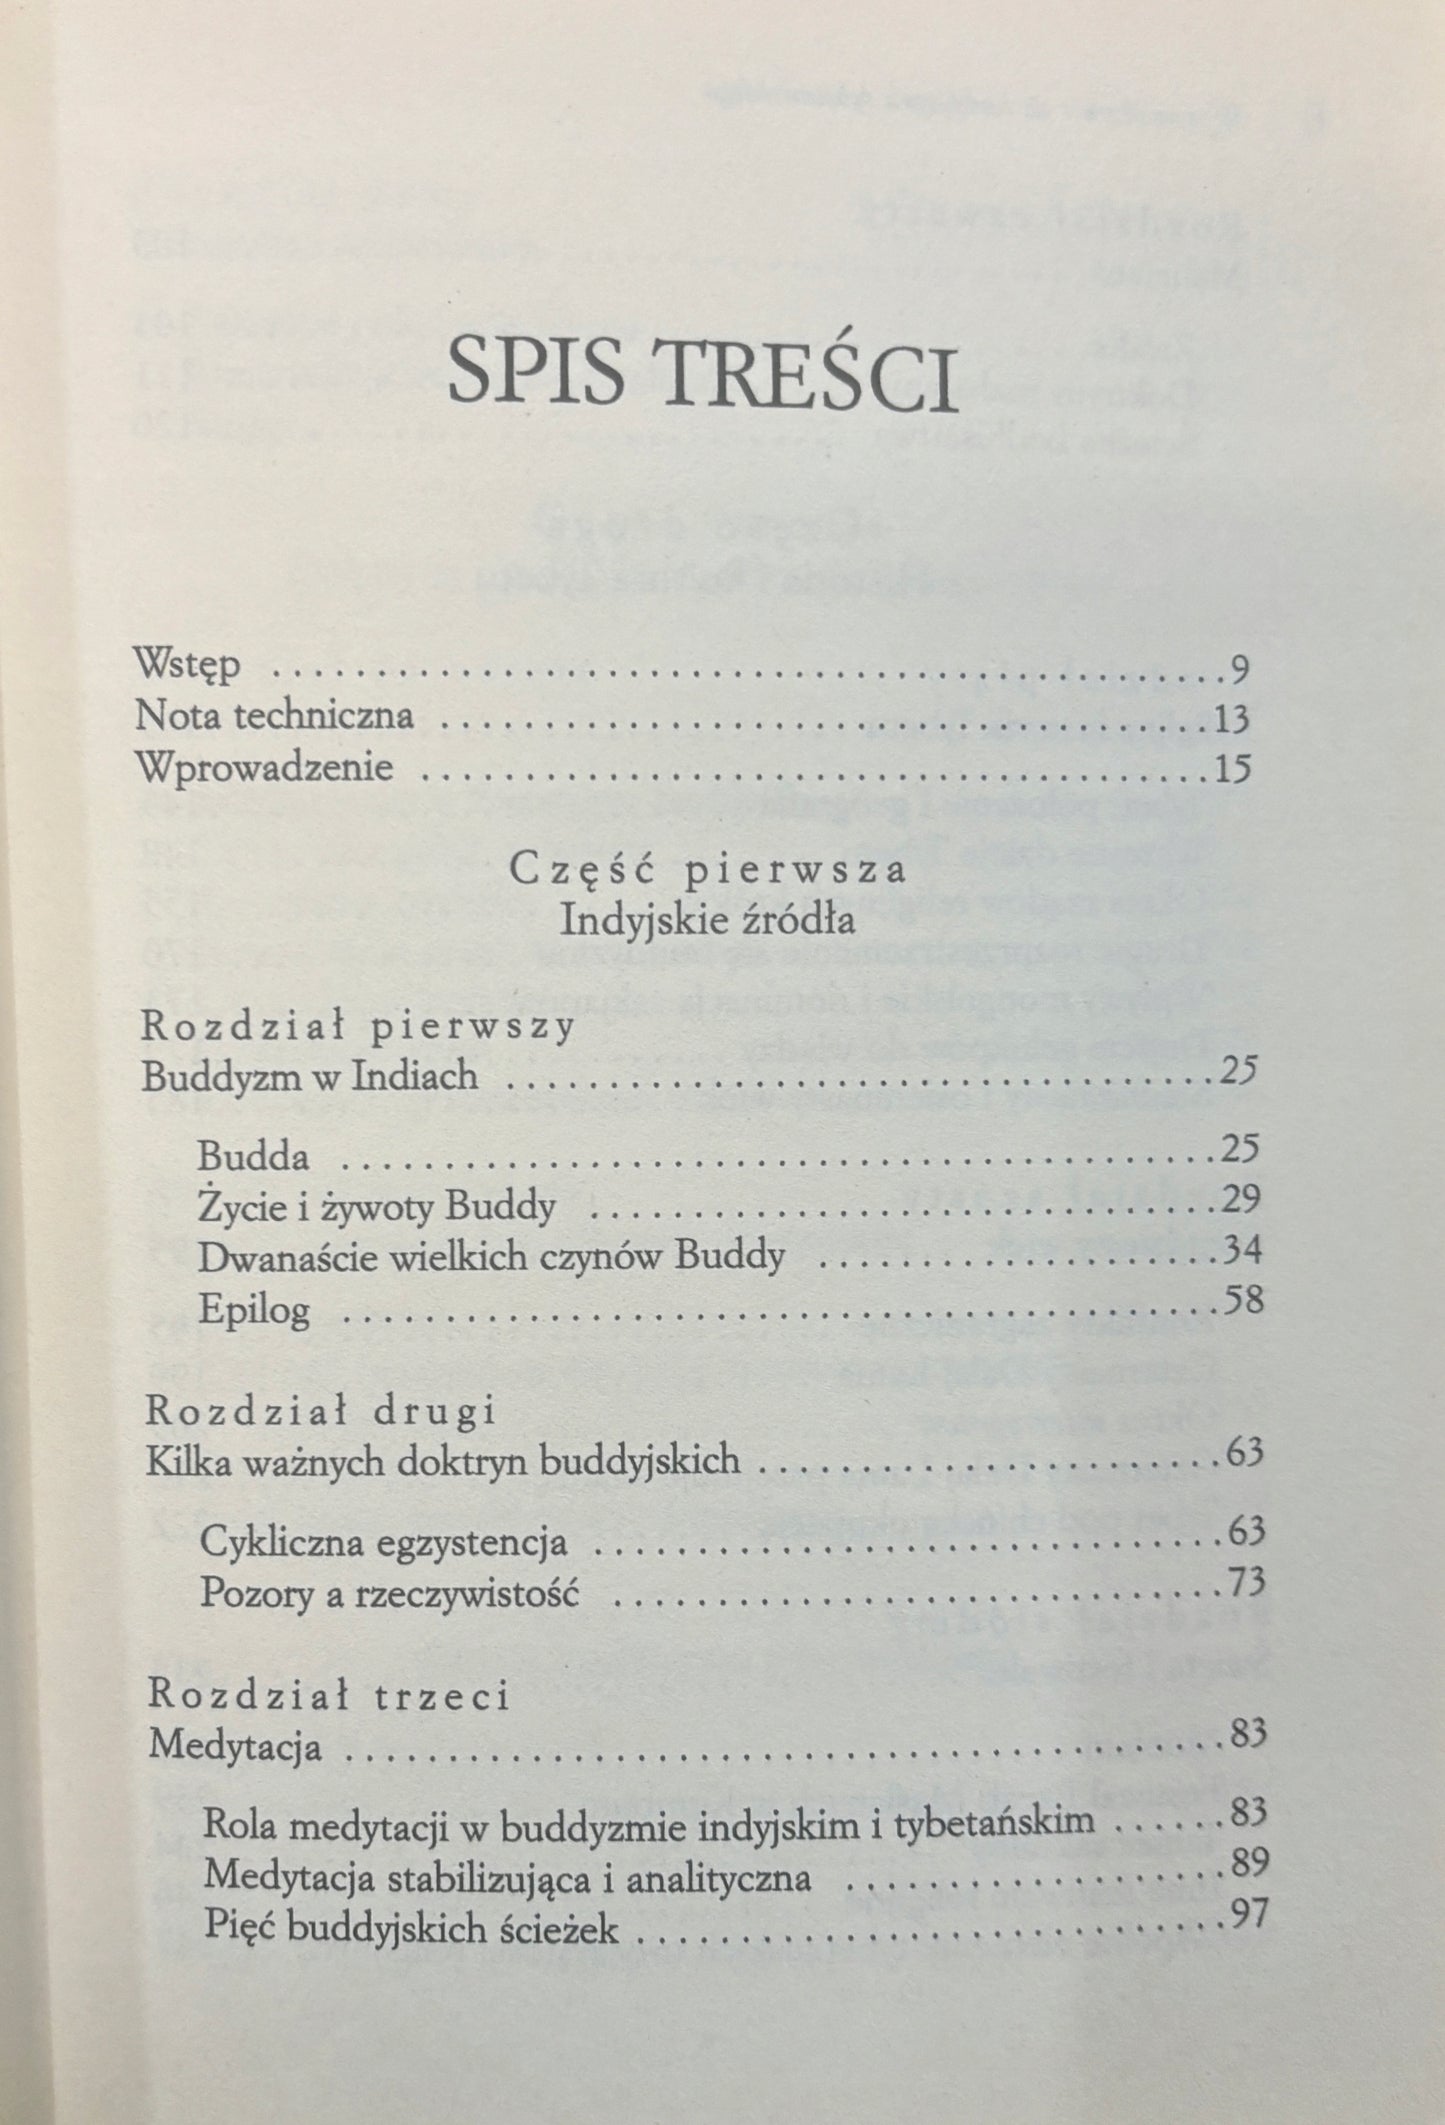 SPIS TREŚCI
Wstęp .............................................. 9
Nota techniczna ..................................... 13
Wprowadzenie ...................................... 15
Część pierwsza
Indyjskie źródła
Rozdział pierwszy
Buddyzm w Indiach .................................. 25
Budda .......................................... 25
Życie i żywoty Buddy .............................. 29
Dwanaście wielkich czynów Buddy ................... 34
Epilog .......................................... 58
Rozdział drugi
Kilka ważnych doktryn buddyjskich ...................... 63
Cykliczna egzystencja .............................. 63
Pozory a rzeczywistość ............................. 73
Rozdział trzeci
Medytacja .......................................... 83
Rola medytacji w buddyzmie indyjskim i tybetańskim ...... 83
Medytacja stabilizująca i analityczna ................... 89
Pięć buddyjskich ścieżek ............................. 97